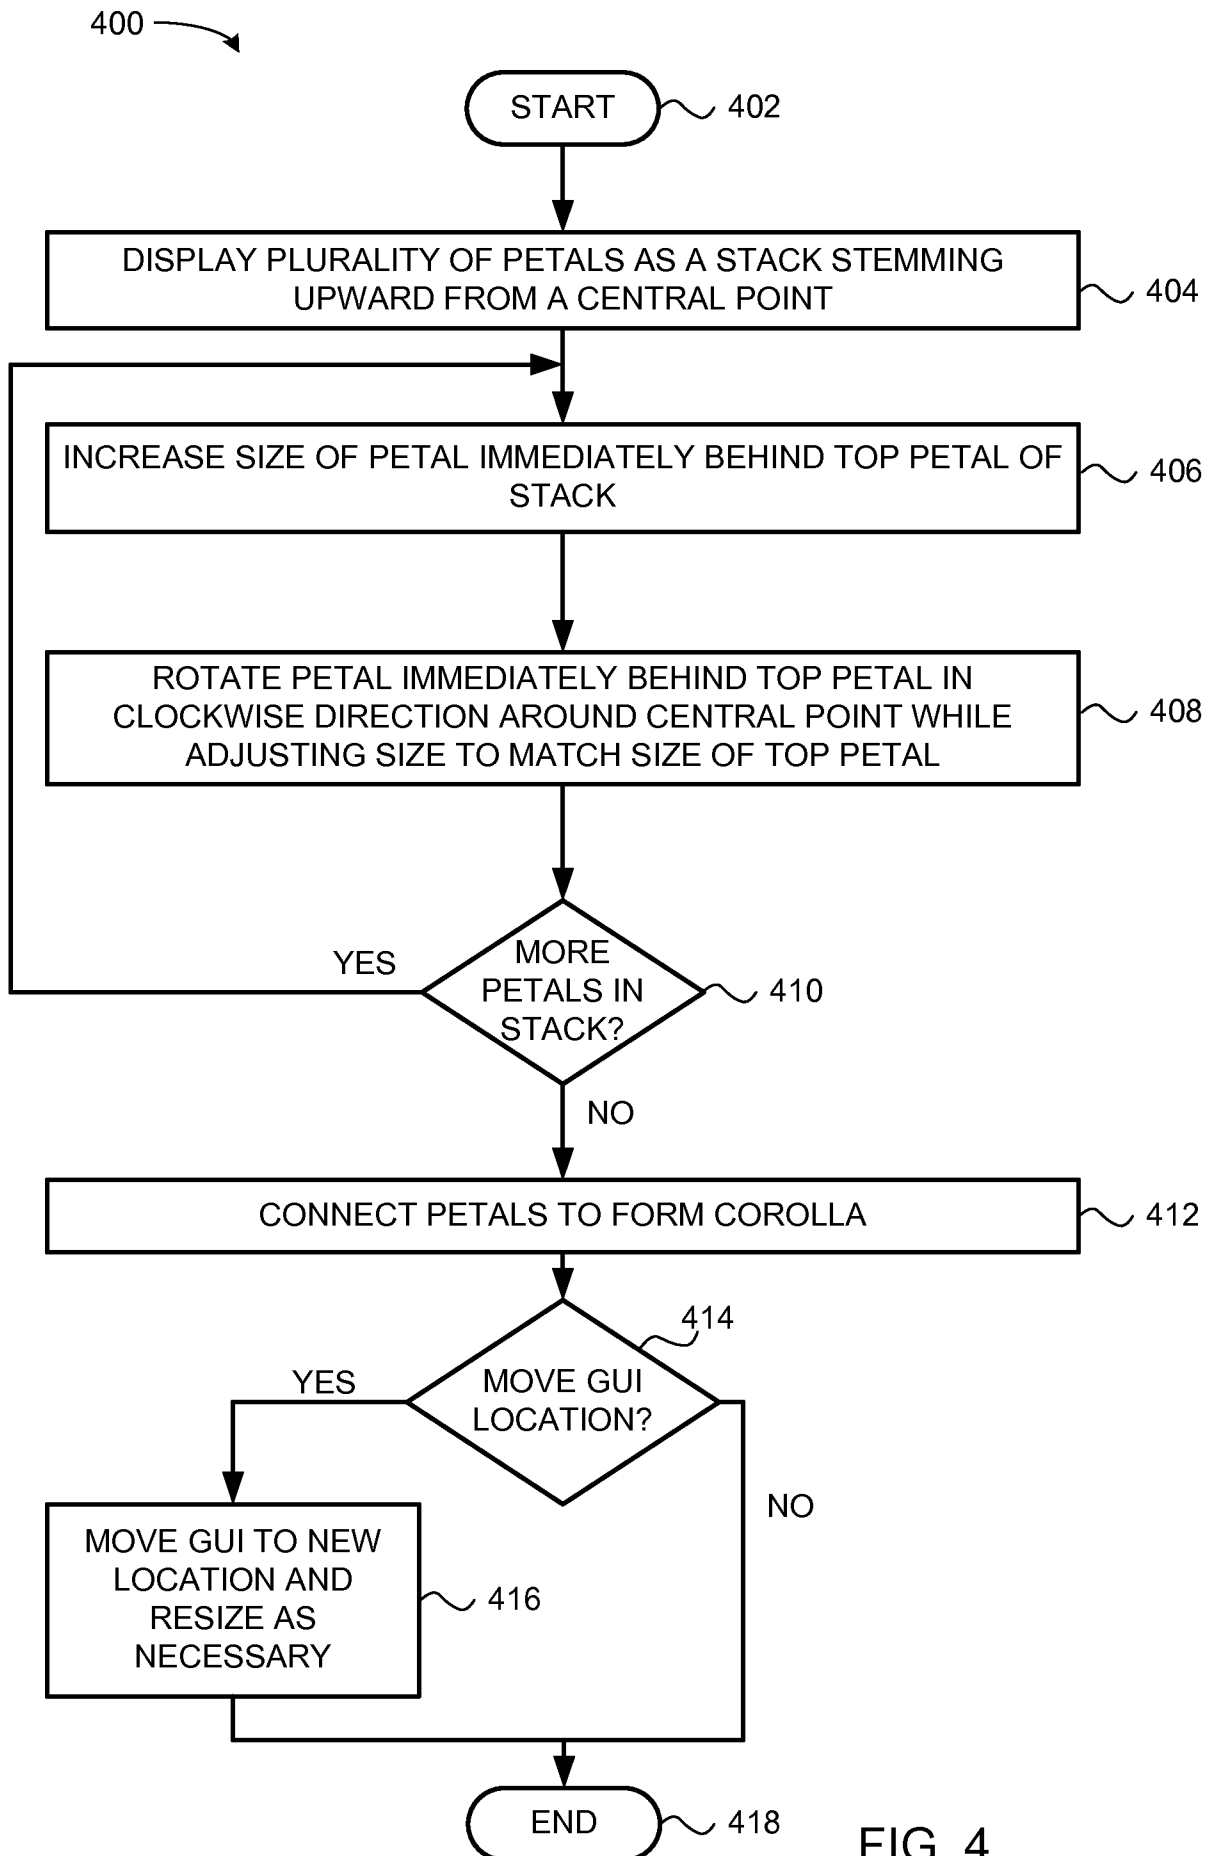 400
START
402
DISPLAY PLURALITY OF PETALS AS A STACK STEMMING
UPWARD FROM A CENTRAL POINT
404
INCREASE SIZE OF PETAL IMMEDIATELY BEHIND TOP PETAL OF
STACK
406
ROTATE PETAL IMMEDIATELY BEHIND TOP PETAL IN
CLOCKWISE DIRECTION AROUND CENTRAL POINT WHILE
ADJUSTING SIZE TO MATCH SIZE OF TOP PETAL
408
YES
MORE
PETALS IN
STACK?
410
NO
CONNECT PETALS TO FORM COROLLA
412
414
YES
MOVE GUI
LOCATION?
NO
MOVE GUI TO NEW
LOCATION AND
RESIZE AS
NECESSARY
416
END
418
FIG. 4